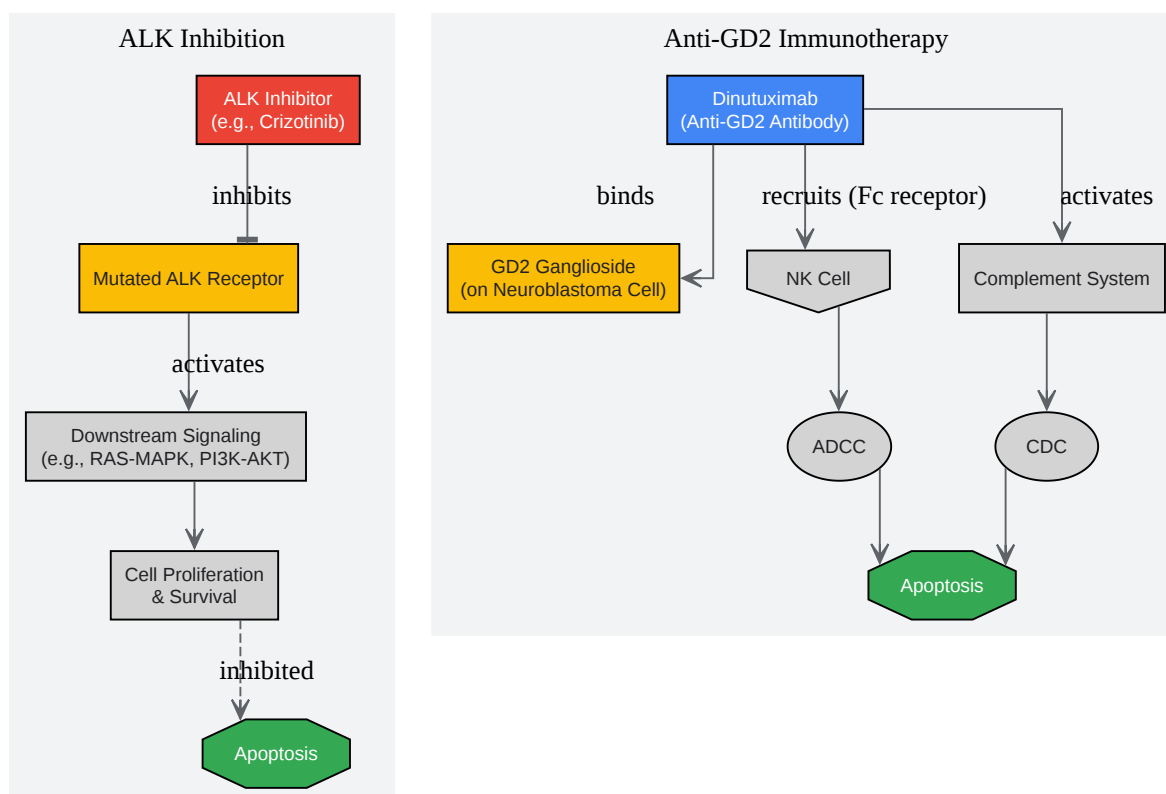 ALK Inhibition
ALK Inhibitor
(e.g., Crizotinib)
inhibits
Mutated ALK Receptor
activates
Downstream Signaling
(e.g., RAS-MAPK, PI3K-AKT)
Cell Proliferation
& Survival
inhibited
Apoptosis
Anti-GD2 Immunotherapy
Dinutuximab
(Anti-GD2 Antibody)
binds
recruits (Fc receptor)
activates
GD2 Ganglioside
(on Neuroblastoma Cell)
NK Cell
Complement System
ADCC
CDC
Apoptosis